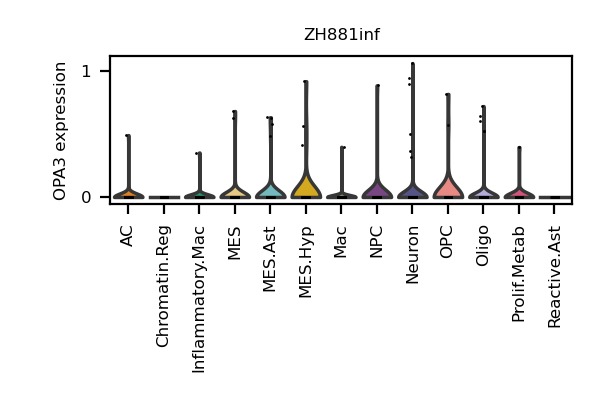 ZH881inf
OPA3 expression
1
0
AC
Chromatin.Reg
Inflammatory.Mac
MES
MES.Ast
MES.Hyp
Mac
NPC
Neuron
OPC
Oligo
Prolif.Metab
Reactive.Ast